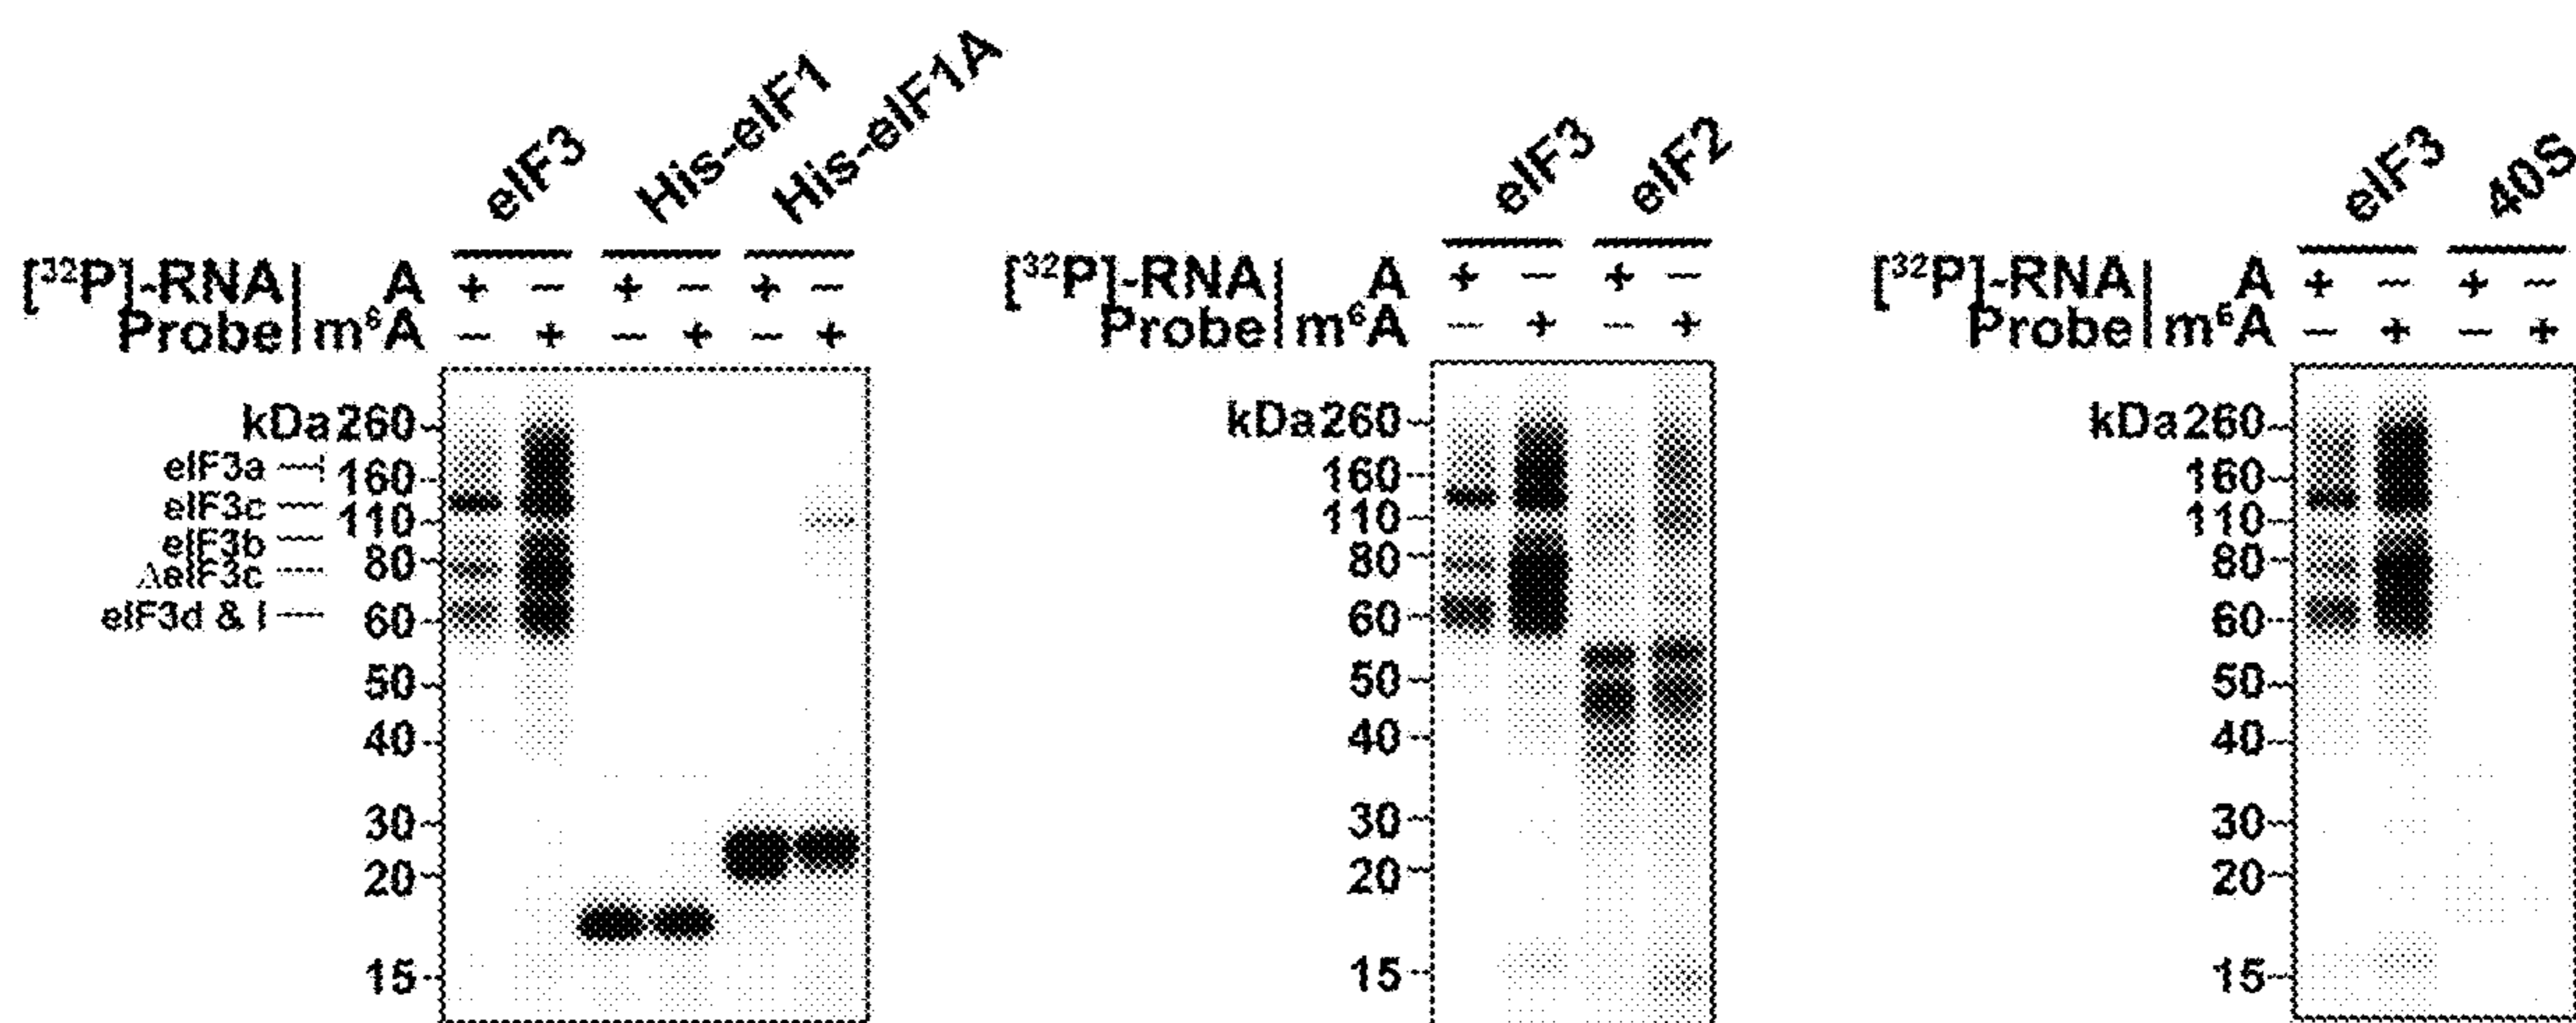 eIF3 His-eIF1 His-eIF1A
[³²P]-RNA A + − + − + −
Probe m⁶A − + − + − +
kDa 260
eIF3a
160
eIF3c
110
eIF3b
80
ΔeIF3c
eIF3d & l
60
50
40
30
20
15
eIF3 eIF2
[³²P]-RNA A + − + −
Probe m⁶A − + − +
kDa 260
160
110
80
60
50
40
30
20
15
eIF3 40S
[³²P]-RNA A + − + −
Probe m⁶A − + − +
kDa 260
160
110
80
60
50
40
30
20
15